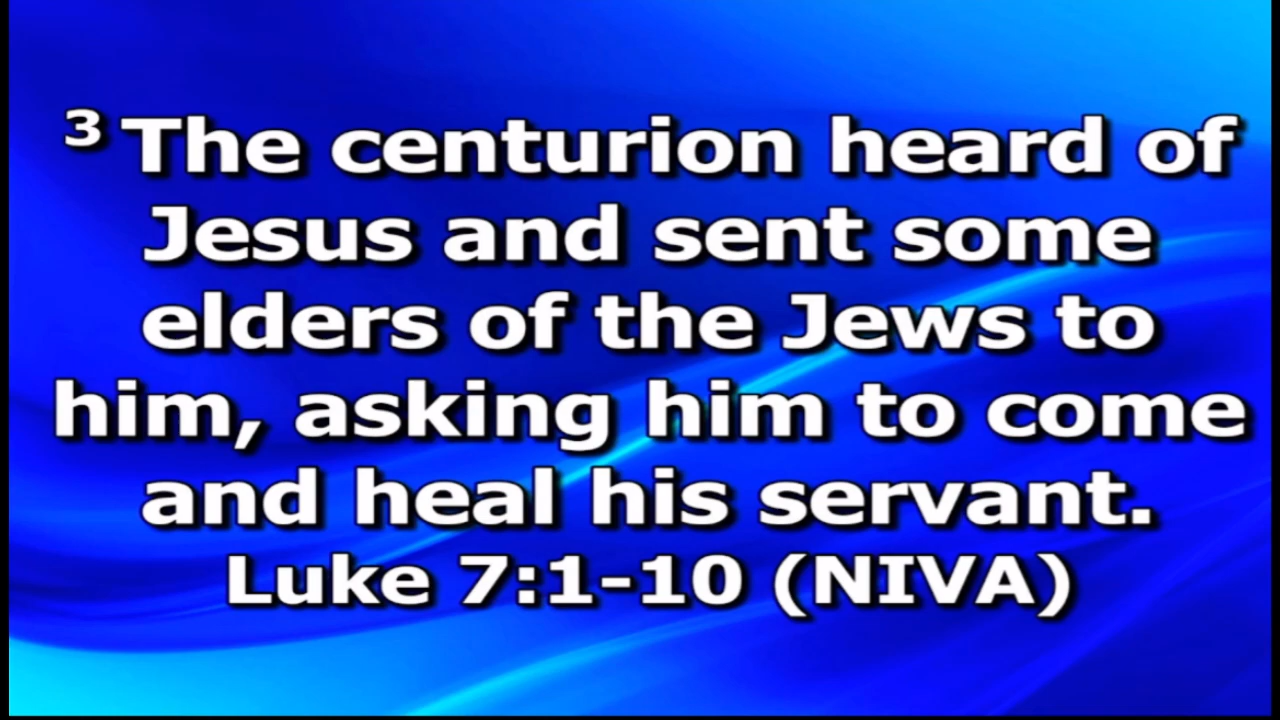 3 The centurion heard of
Jesus and sent some
elders of the Jews to
him, asking him to come
and heal his servant.
Luke 7:1-10 (NIVA)